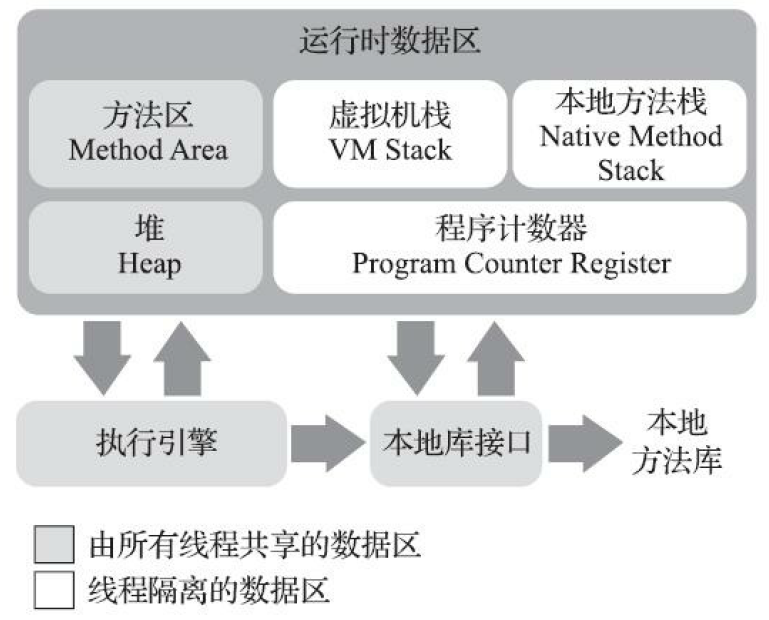 运行时数据区
方法区
Method Area
虚拟机栈
VM Stack
本地方法栈
Native Method
Stack
堆
Heap
程序计数器
Program Counter Register
执行引擎
本地库接口
本地
方法库
由所有线程共享的数据区
线程隔离的数据区